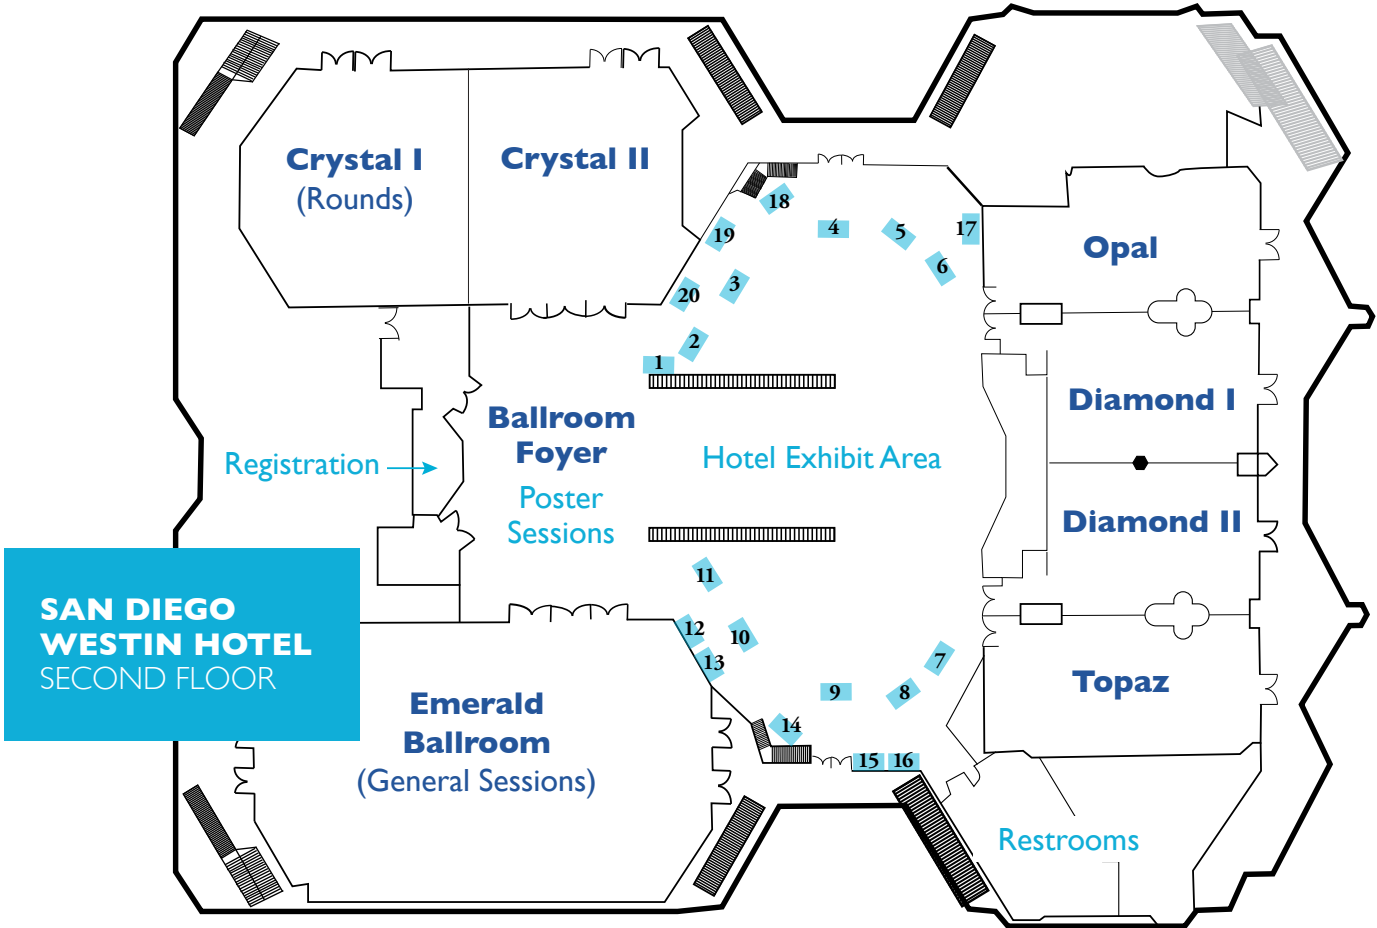 Crystal I
(Rounds)
Crystal II
18
19
4
5
17
6
3
20
2
1
Opal
Diamond I
Ballroom
Foyer
Registration
Hotel Exhibit Area
Poster
Sessions
Diamond II
11
12
10
13
7
8
9
14
15
16
Topaz
SAN DIEGO
WESTIN HOTEL
SECOND FLOOR
Emerald
Ballroom
(General Sessions)
Restrooms